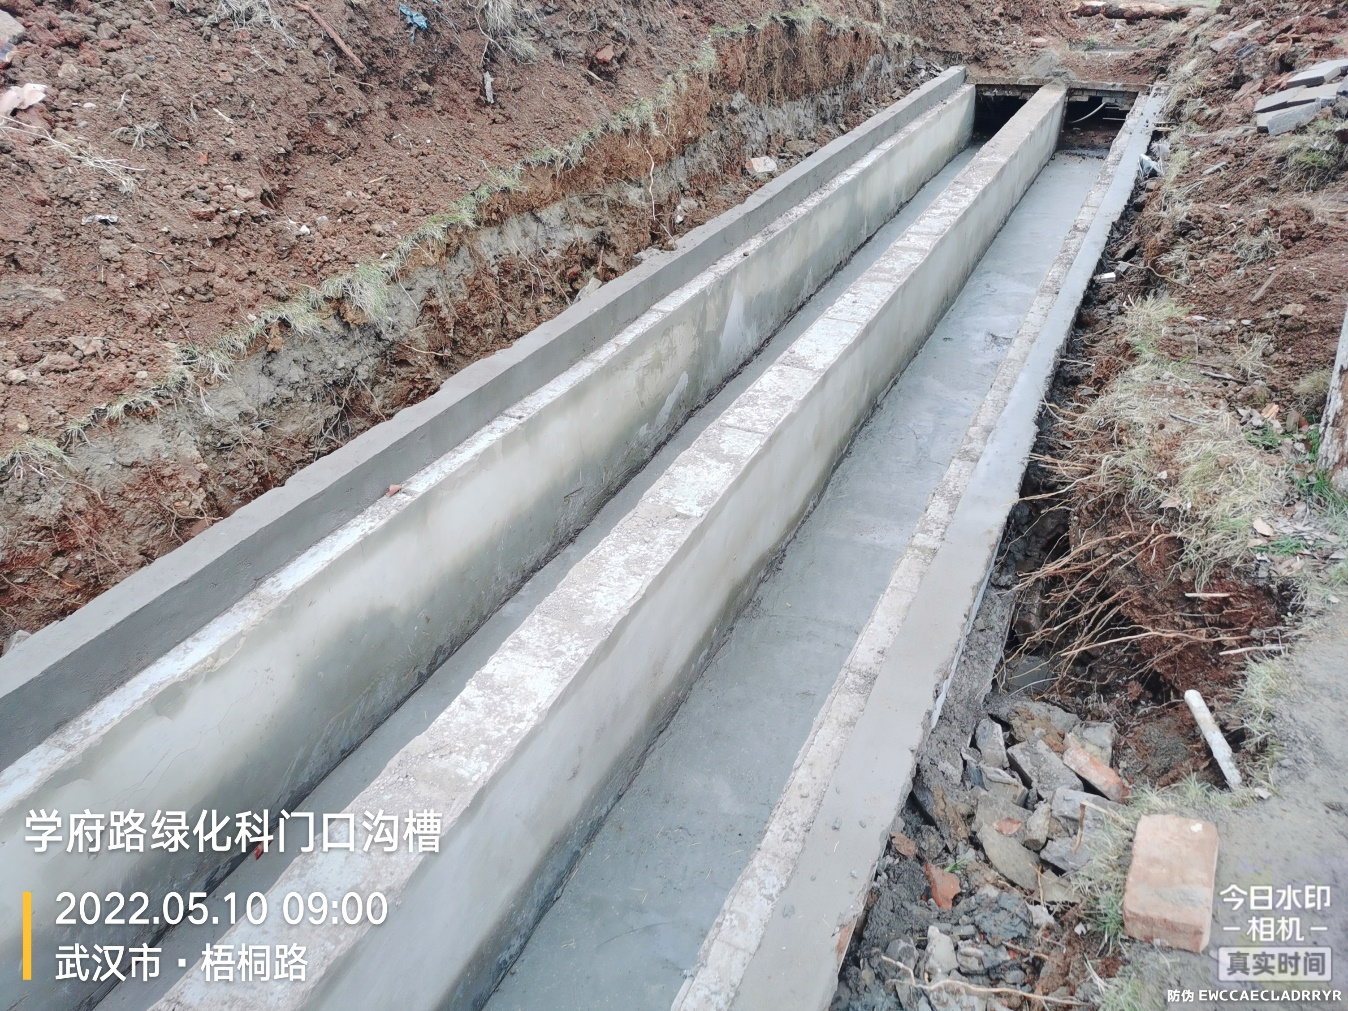 学府路绿化科门口沟槽
2022.05.10 09:00
武汉市·梧桐路
今日水印
-相机-
真实时间
防伪 EWCCAECLADRRYR